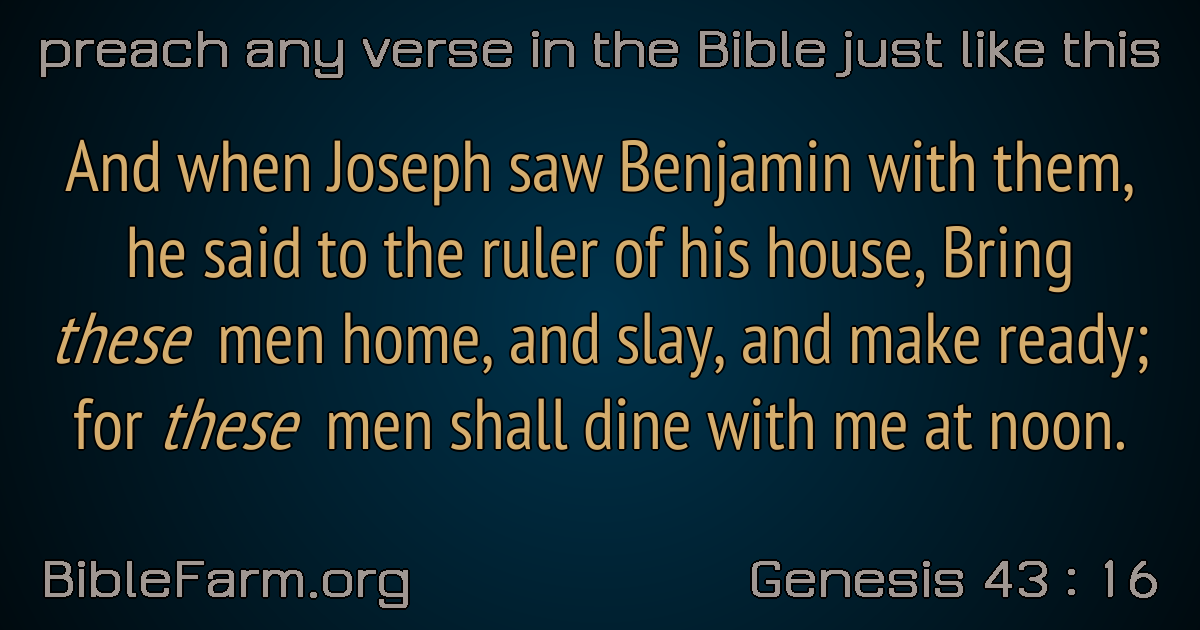 preach any verse in the Bible just like this
And when Joseph saw Benjamin with them,
he said to the ruler of his house, Bring
these men home, and slay, and make ready;
for these men shall dine with me at noon.
BibleFarm.org
Genesis 43 : 16